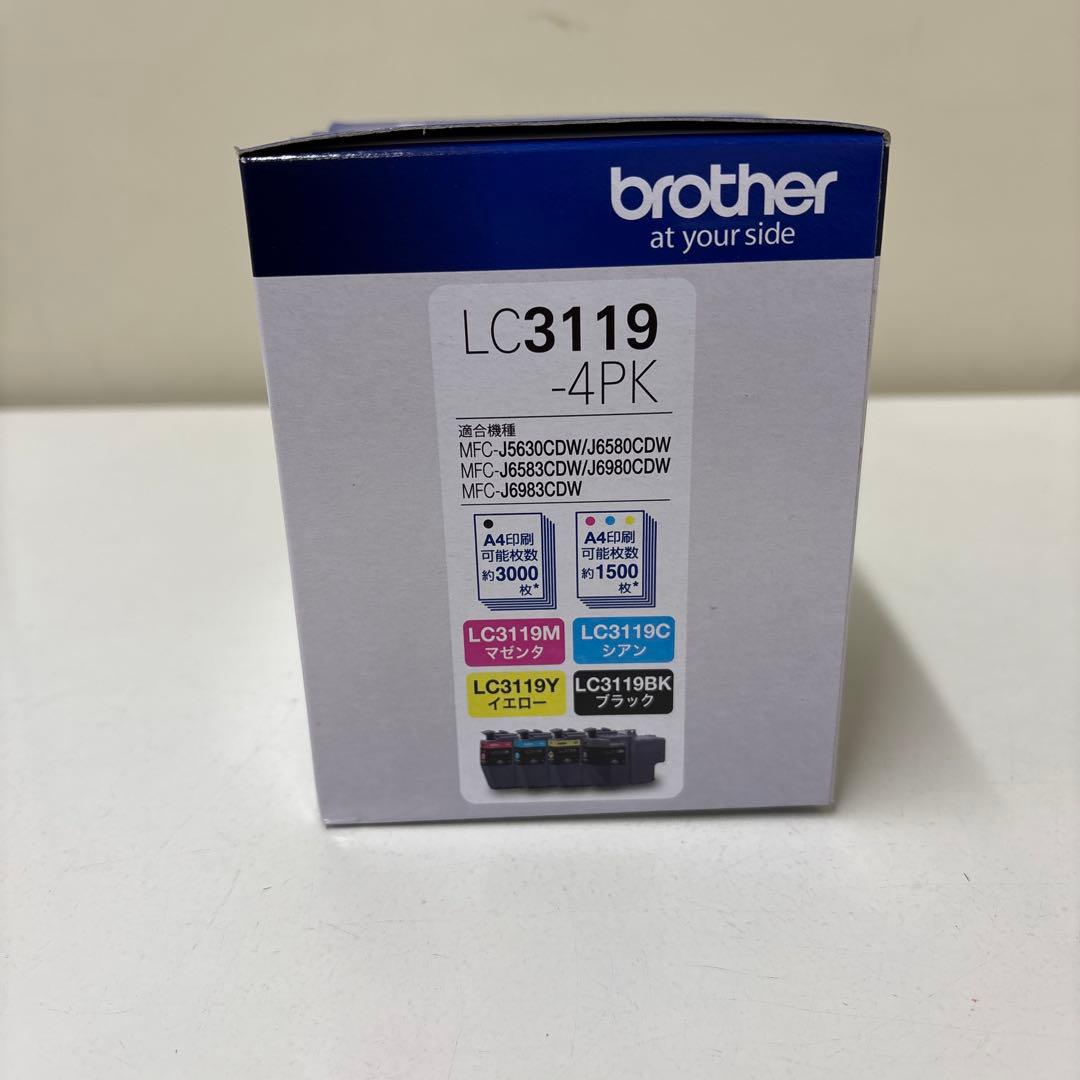 brother
at your side
LC3119
-4PK
適合機種
MFC-J5630CDW/J6580CDW
MFC-J6583CDW/J6980CDW
MFC-J6983CDW
A4印刷
可能枚数
約3000
枚*
A4印刷
可能枚数
約1500
枚*
LC3119M
マゼンタ
LC3119C
シアン
LC3119Y
イエロー
LC3119BK
ブラック